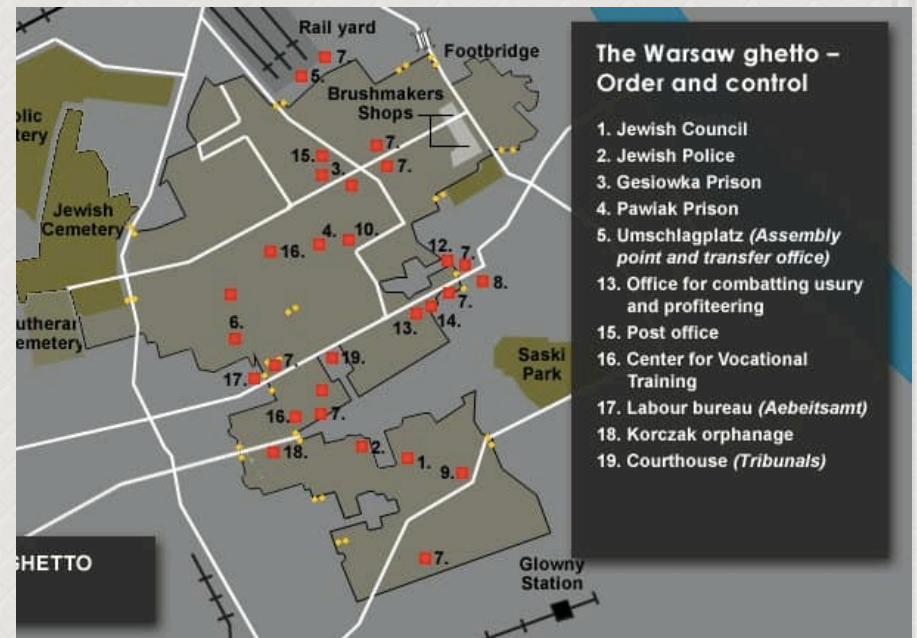 Rail yard
7.
5.
Footbridge
Brushmakers
Shops
olic
tery
7.
15.
7.
3.
Jewish
Cemetery
10.
4.
16.
12.
7.
8.
7.
14.
13.
6.
utheran
emetery
19.
7.
17.
Saski
Park
16.
7.
18.
2.
1.
9.
7.
GHETTO
Glowny
Station
The Warsaw ghetto –
Order and control
1. Jewish Council
2. Jewish Police
3. Gesiowka Prison
4. Pawiak Prison
5. Umschlagplatz (Assembly
point and transfer office)
13. Office for combatting usury
and profiteering
15. Post office
16. Center for Vocational
Training
17. Labour bureau (Aebeitsamt)
18. Korczak orphanage
19. Courthouse (Tribunals)